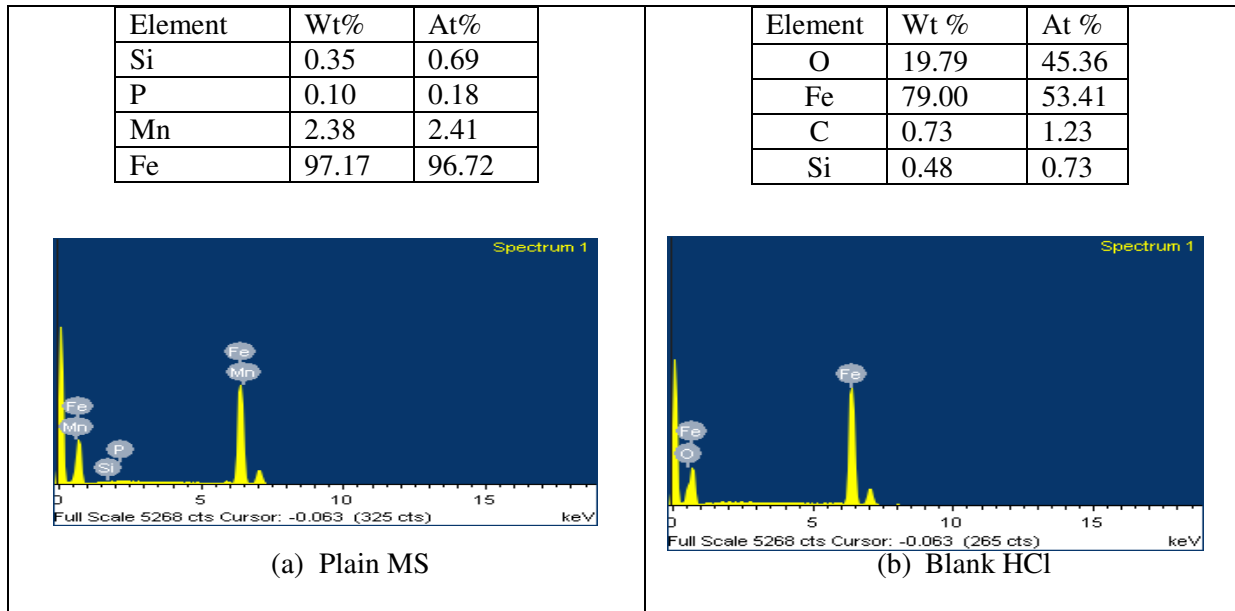 Element Wt% At%
Si 0.35 0.69
P 0.10 0.18
Mn 2.38 2.41
Fe 97.17 96.72
Spectrum 1
Fe
Mn
Fe
Mn
P
Si
0 5 10 15
Full Scale 5268 cts Cursor: -0.063 (325 cts) keV
(a) Plain MS
Element Wt % At %
O 19.79 45.36
Fe 79.00 53.41
C 0.73 1.23
Si 0.48 0.73
Spectrum 1
Fe
Fe
O
0 5 10 15
Full Scale 5268 cts Cursor: -0.063 (265 cts) keV
(b) Blank HCl